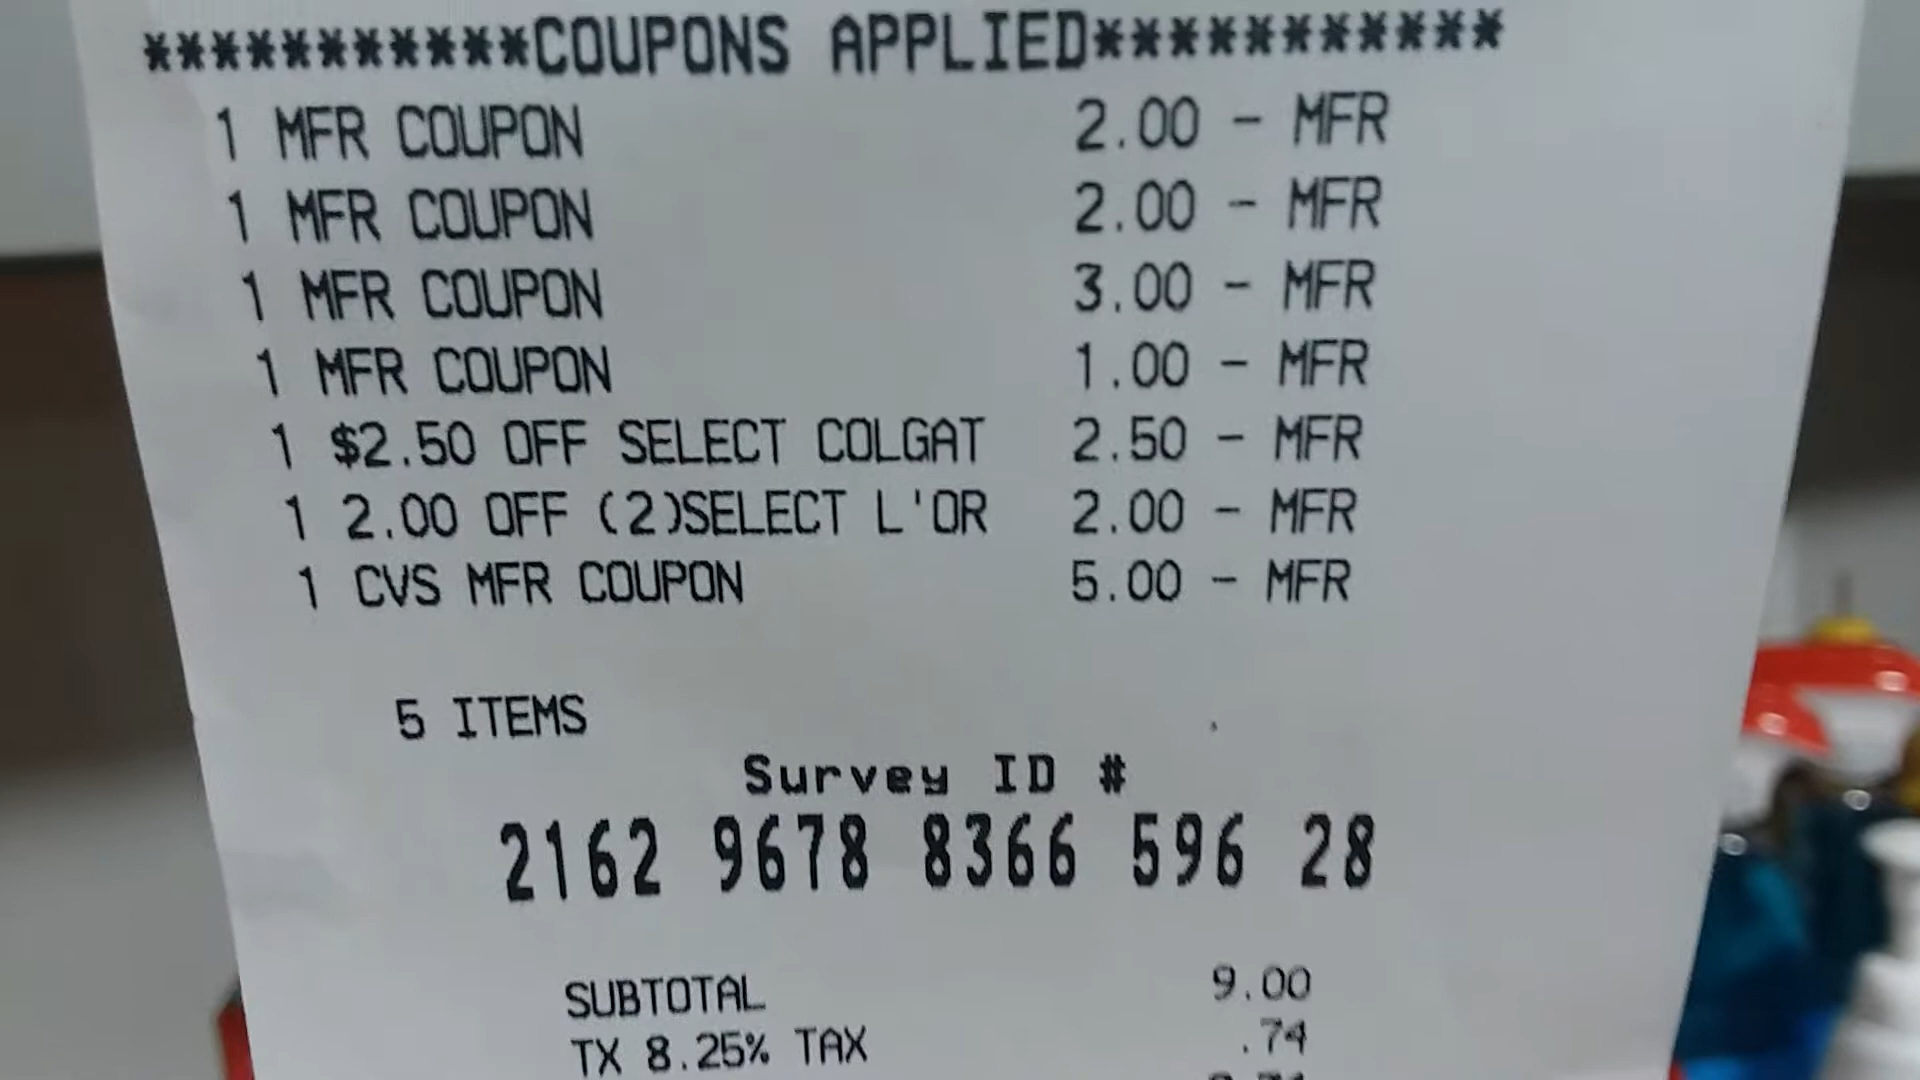 ***********COUPONS APPLIED***********
1 MFR COUPON 2.00 - MFR
1 MFR COUPON 2.00 - MFR
1 MFR COUPON 3.00 - MFR
1 MFR COUPON 1.00 - MFR
1 $2.50 OFF SELECT COLGAT 2.50 - MFR
1 2.00 OFF (2)SELECT L'OR 2.00 - MFR
1 CVS MFR COUPON 5.00 - MFR
5 ITEMS
Survey ID #
2162 9678 8366 596 28
SUBTOTAL 9.00
TX 8.25% TAX .74